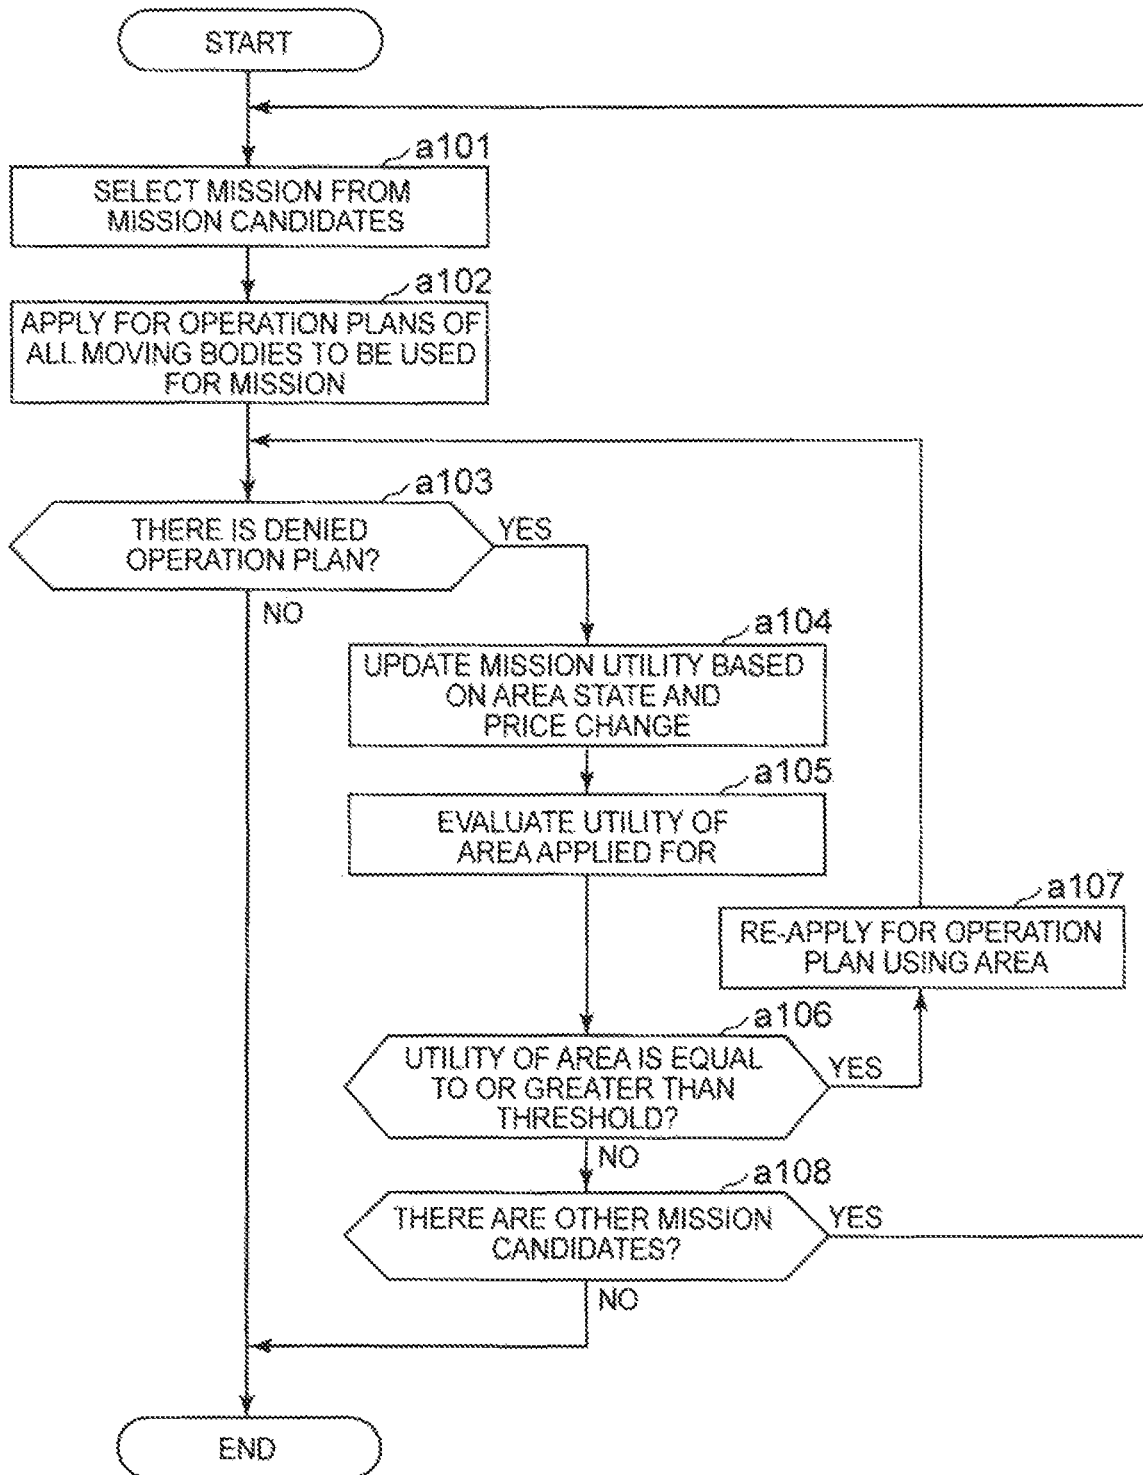 START
a101
SELECT MISSION FROM
MISSION CANDIDATES
a102
APPLY FOR OPERATION PLANS OF
ALL MOVING BODIES TO BE USED
FOR MISSION
a103
THERE IS DENIED
OPERATION PLAN?
YES
NO
a104
UPDATE MISSION UTILITY BASED
ON AREA STATE AND
PRICE CHANGE
a105
EVALUATE UTILITY OF
AREA APPLIED FOR
a107
RE-APPLY FOR OPERATION
PLAN USING AREA
a106
UTILITY OF AREA IS EQUAL
TO OR GREATER THAN
THRESHOLD?
YES
NO
a108
THERE ARE OTHER MISSION
CANDIDATES?
YES
NO
END